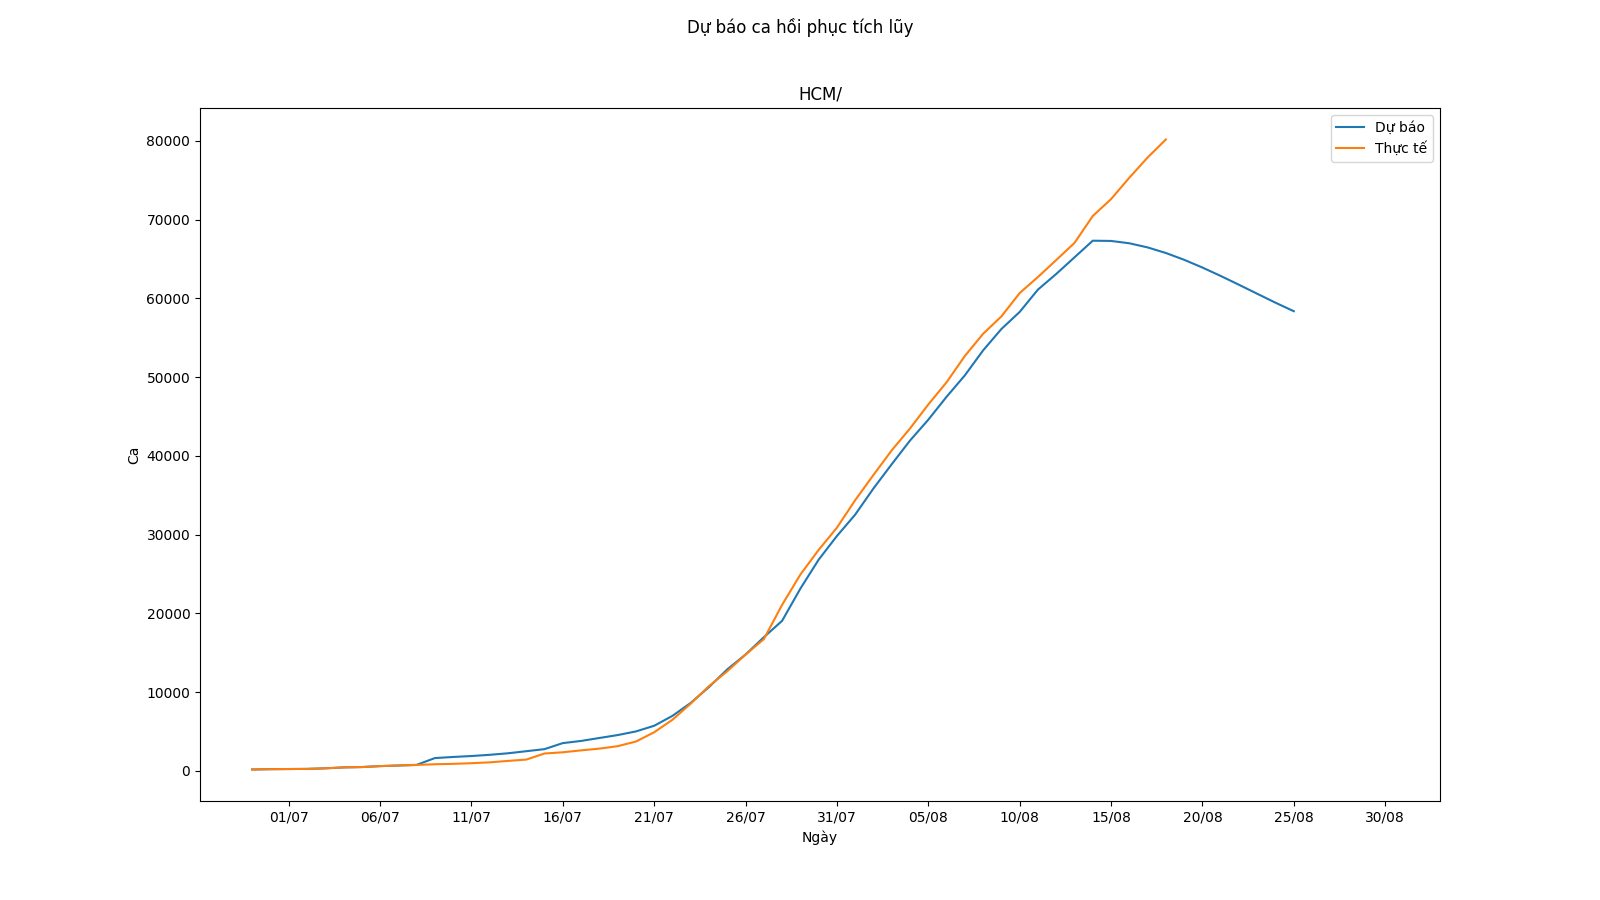 Dự báo ca hồi phục tích lũy
HCM/
Dự báo
Thực tế
80000
70000
60000
50000
40000
30000
20000
10000
0
Ca
01/07 06/07 11/07 16/07 21/07 26/07 31/07 05/08 10/08 15/08 20/08 25/08 30/08
Ngày